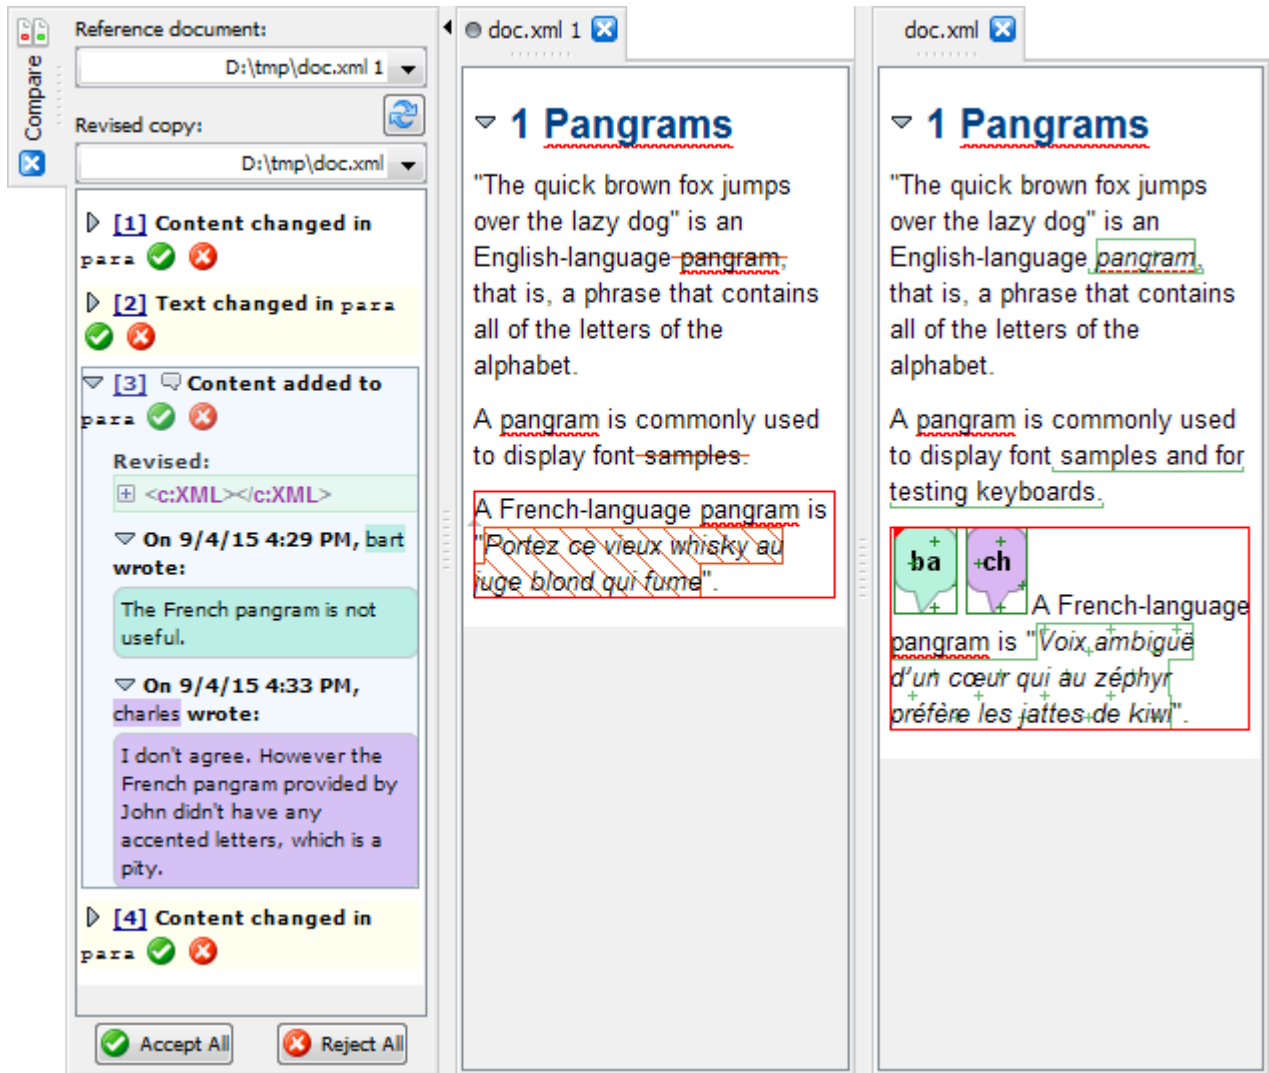 Compare
Reference document:
D:\tmp\doc.xml 1
Revised copy:
D:\tmp\doc.xml
[1] Content changed in
para
[2] Text changed in para
[3] Content added to
para
Revised:
<c:XML></c:XML>
On 9/4/15 4:29 PM, bart
wrote:
The French pangram is not
useful.
On 9/4/15 4:33 PM,
charles wrote:
I don't agree. However the
French pangram provided by
John didn't have any
accented letters, which is a
pity.
[4] Content changed in
para
Accept All
Reject All
doc.xml 1
1 Pangrams
"The quick brown fox jumps
over the lazy dog" is an
English-language pangram,
that is, a phrase that contains
all of the letters of the
alphabet.
A pangram is commonly used
to display font samples.
A French-language pangram is
"Portez ce vieux whisky au
juge blond qui fume".
doc.xml
1 Pangrams
"The quick brown fox jumps
over the lazy dog" is an
English-language pangram,
that is, a phrase that contains
all of the letters of the
alphabet.
A pangram is commonly used
to display font samples and for
testing keyboards.
ba ch A French-language
pangram is "Voix ambiguë
d'un cœur qui au zéphyr
préfère les jattes de kiwi".